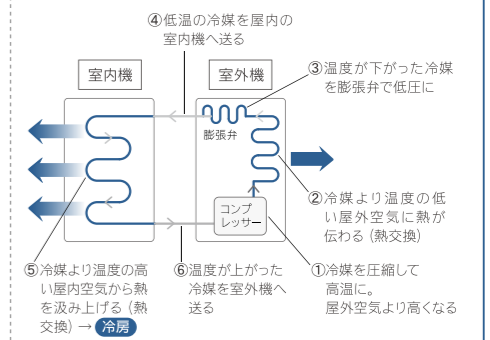 ④低温の冷媒を屋内の
室内機へ送る
室内機
室外機
③温度が下がった冷媒
を膨張弁で低圧に
膨張弁
②冷媒より温度の低
い屋外空気に熱が
伝わる（熱交換）
コンプ
レッサー
⑤冷媒より温度の高
い屋内空気から熱
を汲み上げる（熱
交換）→ 冷房
⑥温度が上がった
冷媒を室外機へ
送る
①冷媒を圧縮して
高温に。
屋外空気より高くなる